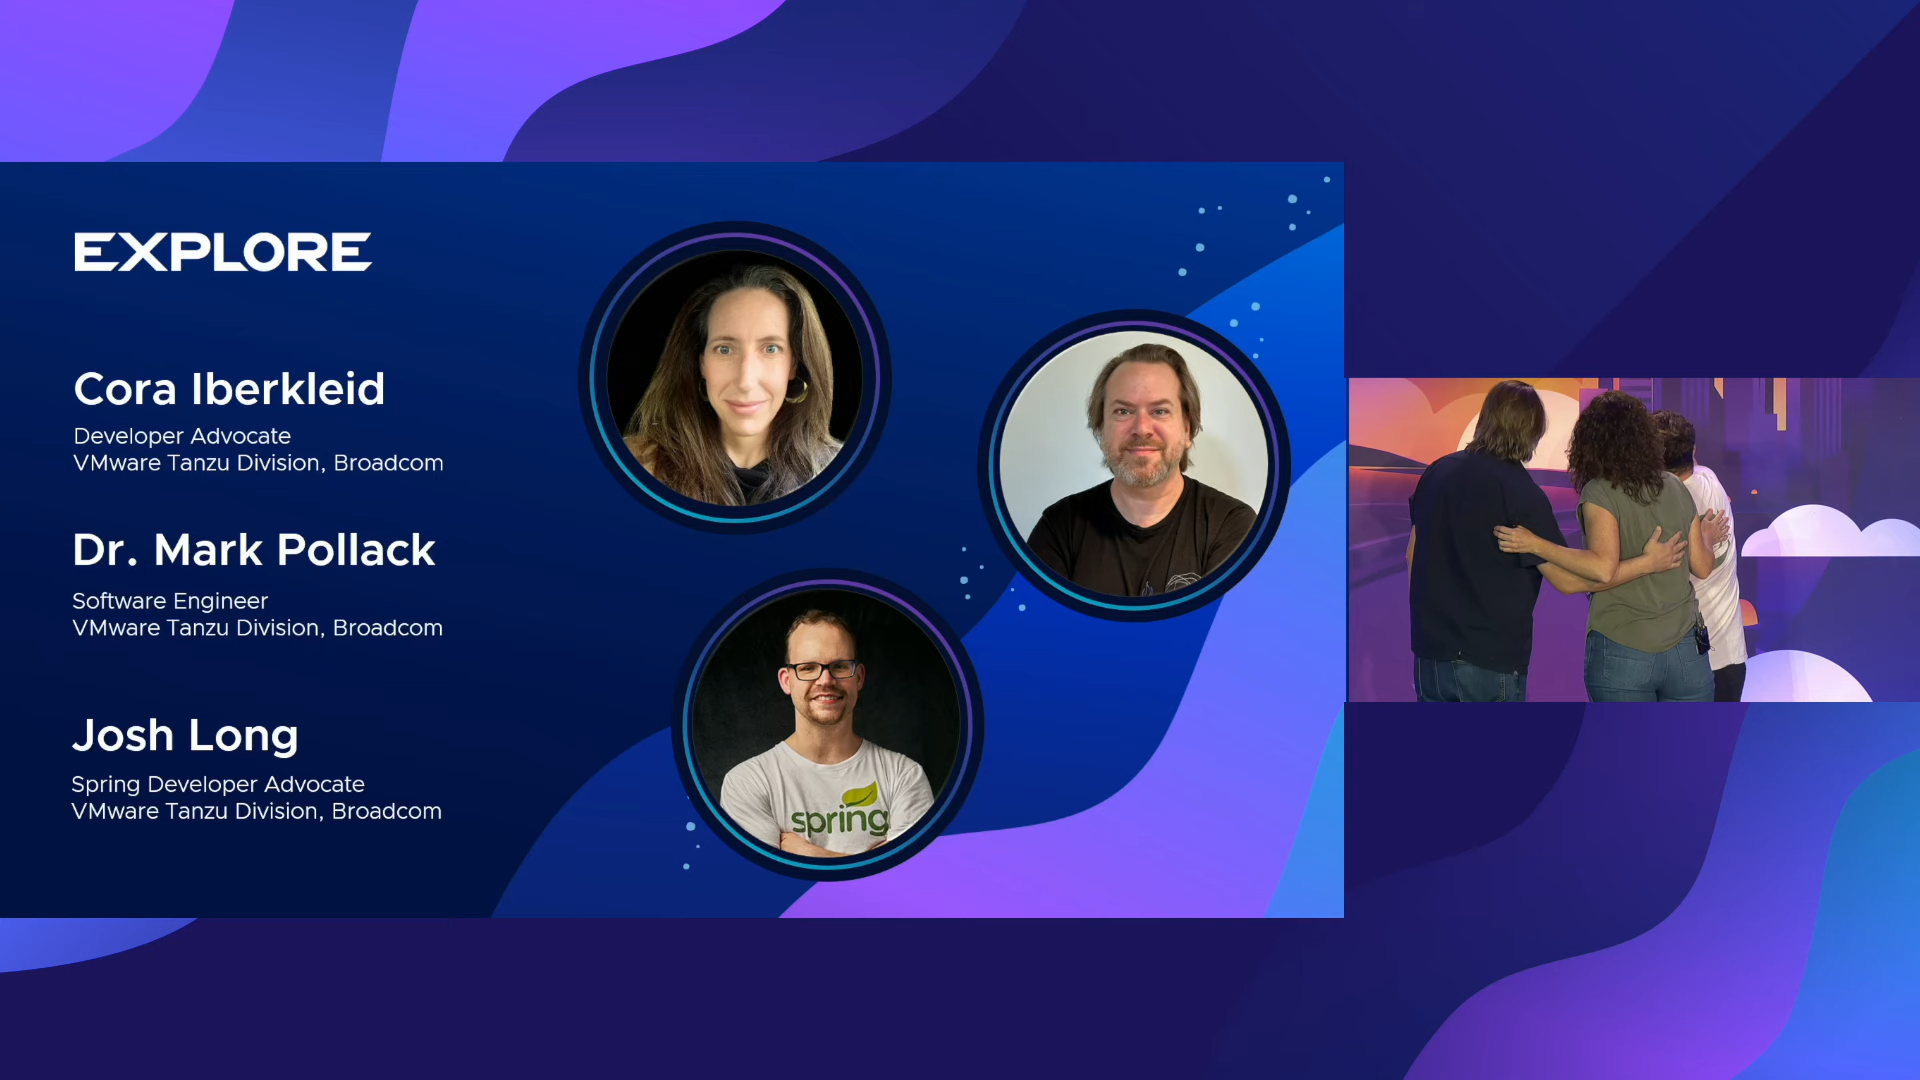 EXPLORE
Cora Iberkleid
Developer Advocate
VMware Tanzu Division, Broadcom
Dr. Mark Pollack
Software Engineer
VMware Tanzu Division, Broadcom
Josh Long
Spring Developer Advocate
VMware Tanzu Division, Broadcom
spring